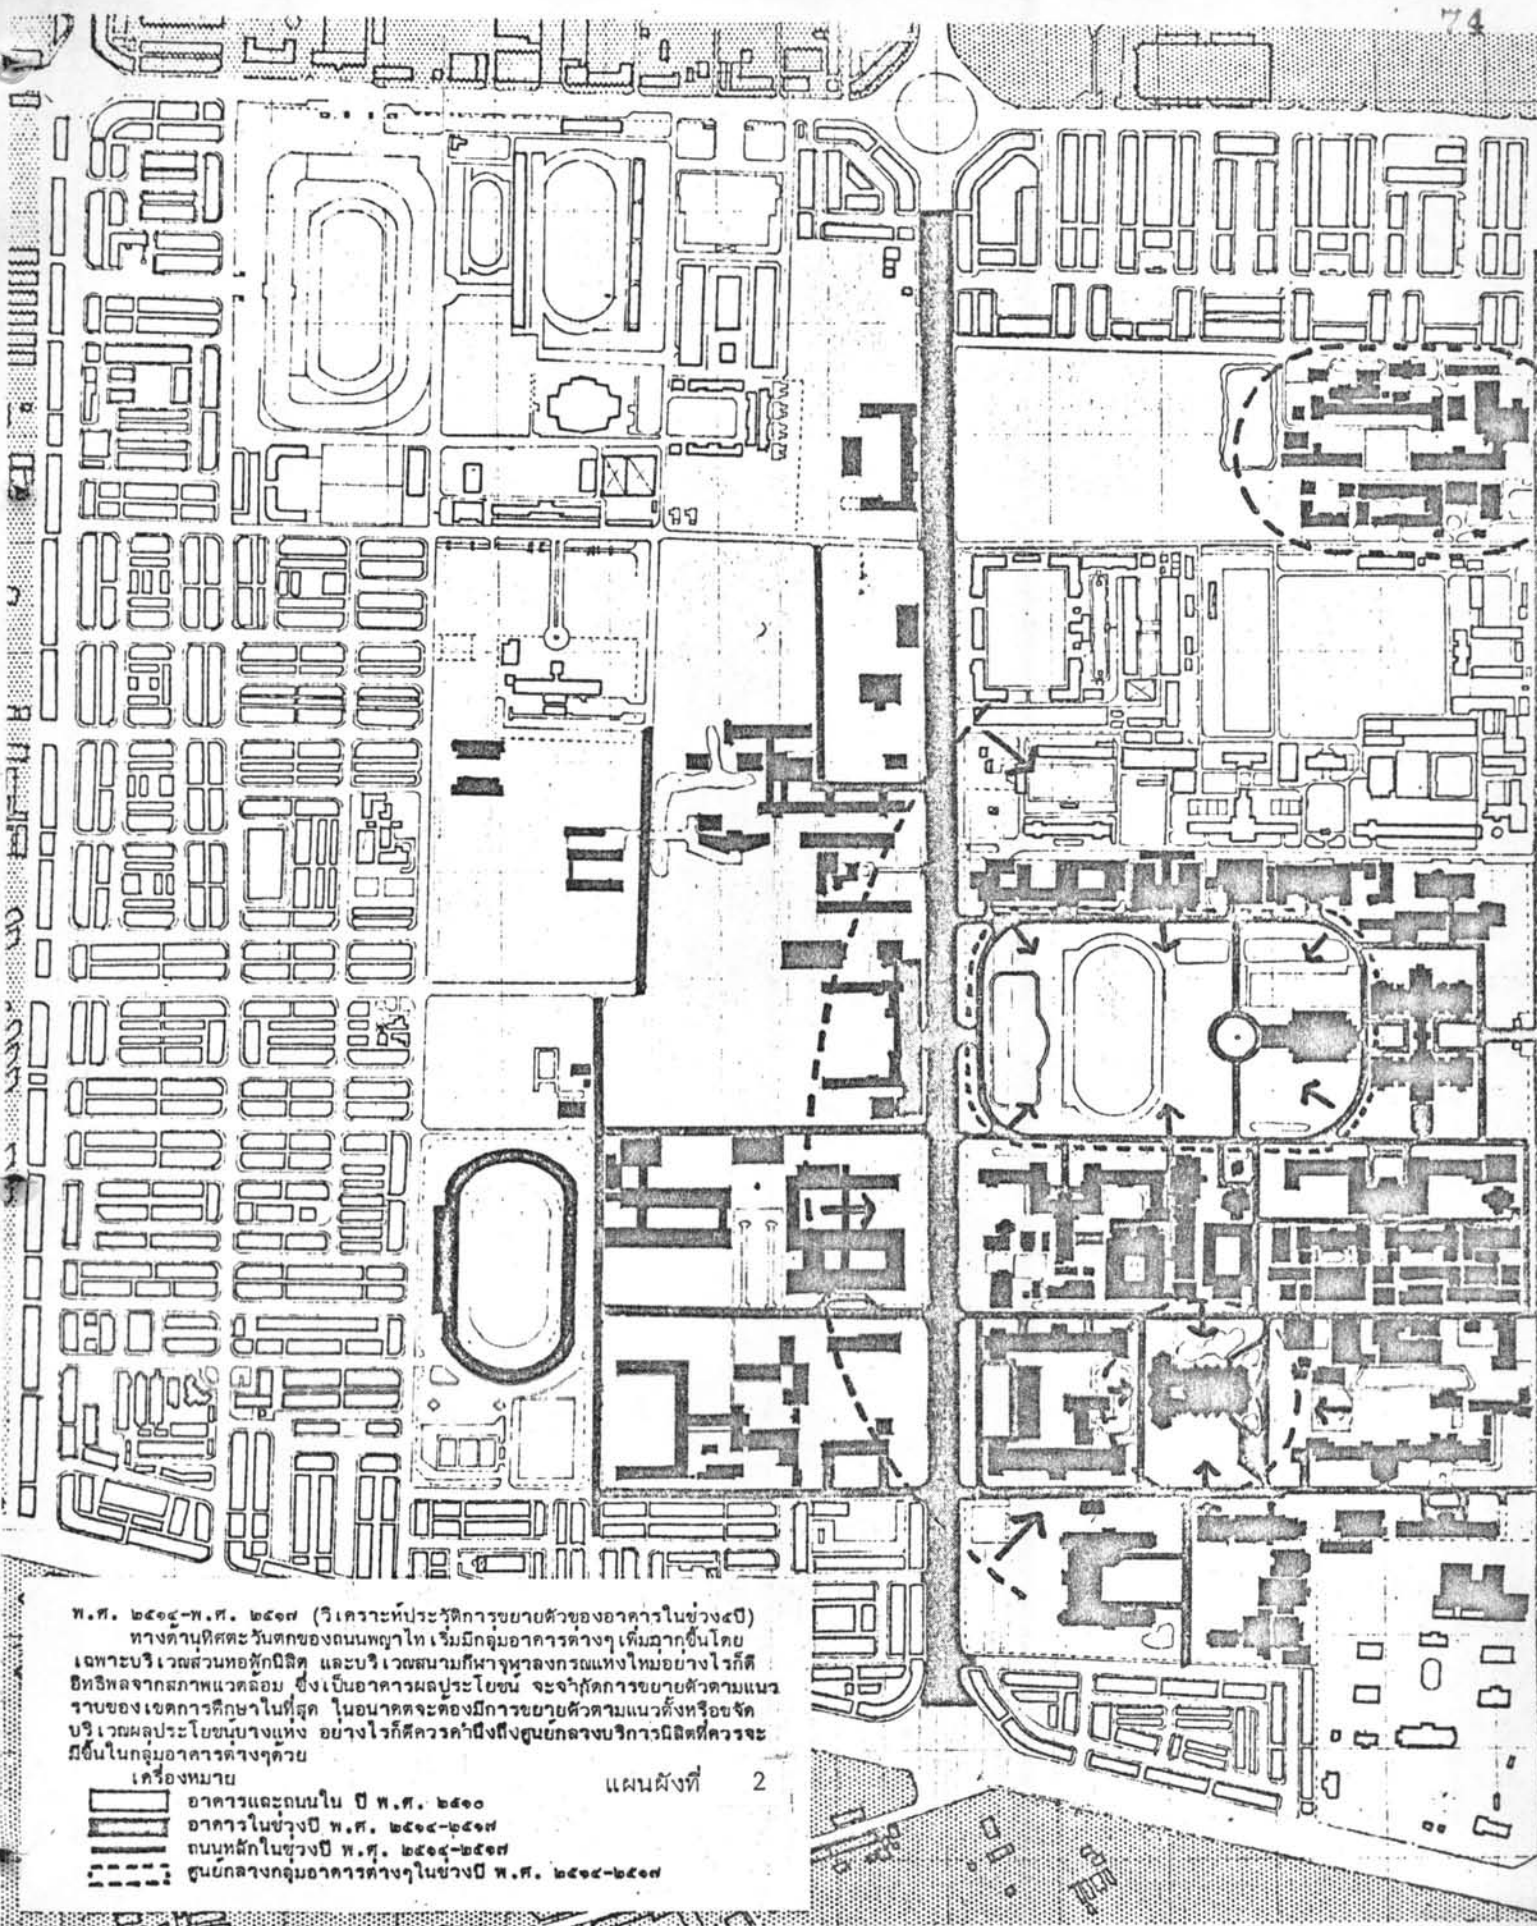 74
พ.ศ. ๒๕๑๔-พ.ศ. ๒๕๑๗ (วิเคราะห์ประวัติการขยายตัวของอาคารในช่วง๔ปี)
ทางด้านทิศตะวันตกของถนนพญาไท เริ่มมีกลุ่มอาคารต่างๆ เพิ่มมากขึ้นโดย
เฉพาะบริเวณส่วนหอพักนิสิต และบริเวณสนามกีฬาจุฬาลงกรณแห่งใหม่อย่างไรก็ดี
อิทธิพลจากสภาพแวดล้อม ซึ่งเป็นอาคารผลประโยชน์ จะจำกัดการขยายตัวตามแนว
ราบของเขตการศึกษาในที่สุด ในอนาคตจะต้องมีการขยายตัวตามแนวตั้งหรือขจัด
บริเวณผลประโยชน์บางแห่ง อย่างไรก็ดีควรคำนึงถึงศูนย์กลางบริการนิสิตที่ควรจะ
มีขึ้นในกลุ่มอาคารต่างๆด้วย
เครื่องหมาย
แผนผังที่ 2
อาคารและถนนใน ปี พ.ศ. ๒๕๑๐
อาคารในช่วงปี พ.ศ. ๒๕๑๔-๒๕๑๗
ถนนหลักในช่วงปี พ.ศ. ๒๕๑๔-๒๕๑๗
ศูนย์กลางกลุ่มอาคารต่างๆในช่วงปี พ.ศ. ๒๕๑๔-๒๕๑๗